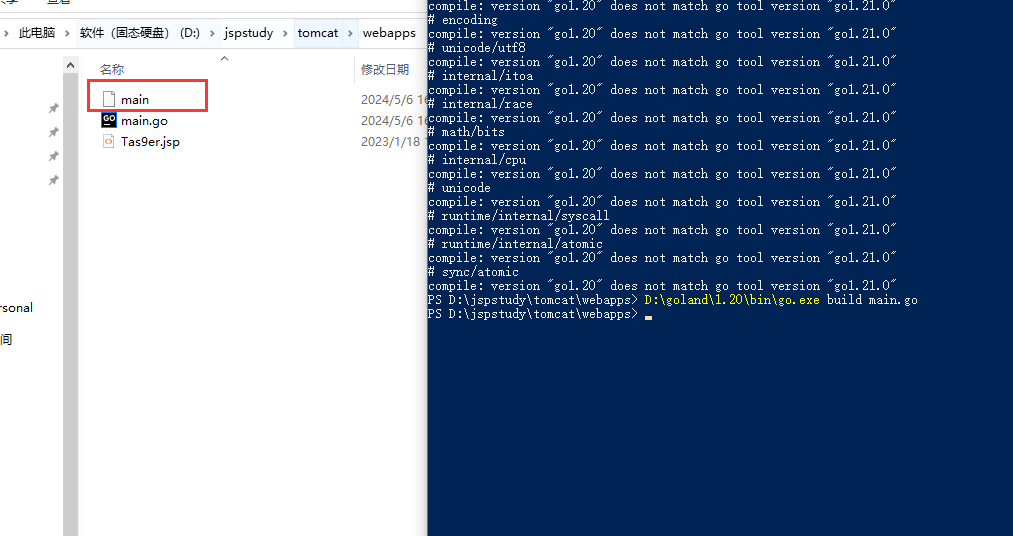 此电脑 > 软件（固态硬盘） (D:) > jspstudy > tomcat > webapps
名称 修改日期
main 2024/5/6
main.go 2024/5/6
Tas9er.jsp 2023/1/18
rsonal
间
compile: version "go1.20" does not match go tool version "go1.21.0"
# encoding
compile: version "go1.20" does not match go tool version "go1.21.0"
# unicode/utf8
compile: version "go1.20" does not match go tool version "go1.21.0"
# internal/itoa
compile: version "go1.20" does not match go tool version "go1.21.0"
# internal/race
compile: version "go1.20" does not match go tool version "go1.21.0"
# math/bits
compile: version "go1.20" does not match go tool version "go1.21.0"
# internal/cpu
compile: version "go1.20" does not match go tool version "go1.21.0"
# unicode
compile: version "go1.20" does not match go tool version "go1.21.0"
# runtime/internal/syscall
compile: version "go1.20" does not match go tool version "go1.21.0"
# runtime/internal/atomic
compile: version "go1.20" does not match go tool version "go1.21.0"
# sync/atomic
compile: version "go1.20" does not match go tool version "go1.21.0"
PS D:\jspstudy\tomcat\webapps> D:\goland\1.20\bin\go.exe build main.go
PS D:\jspstudy\tomcat\webapps>